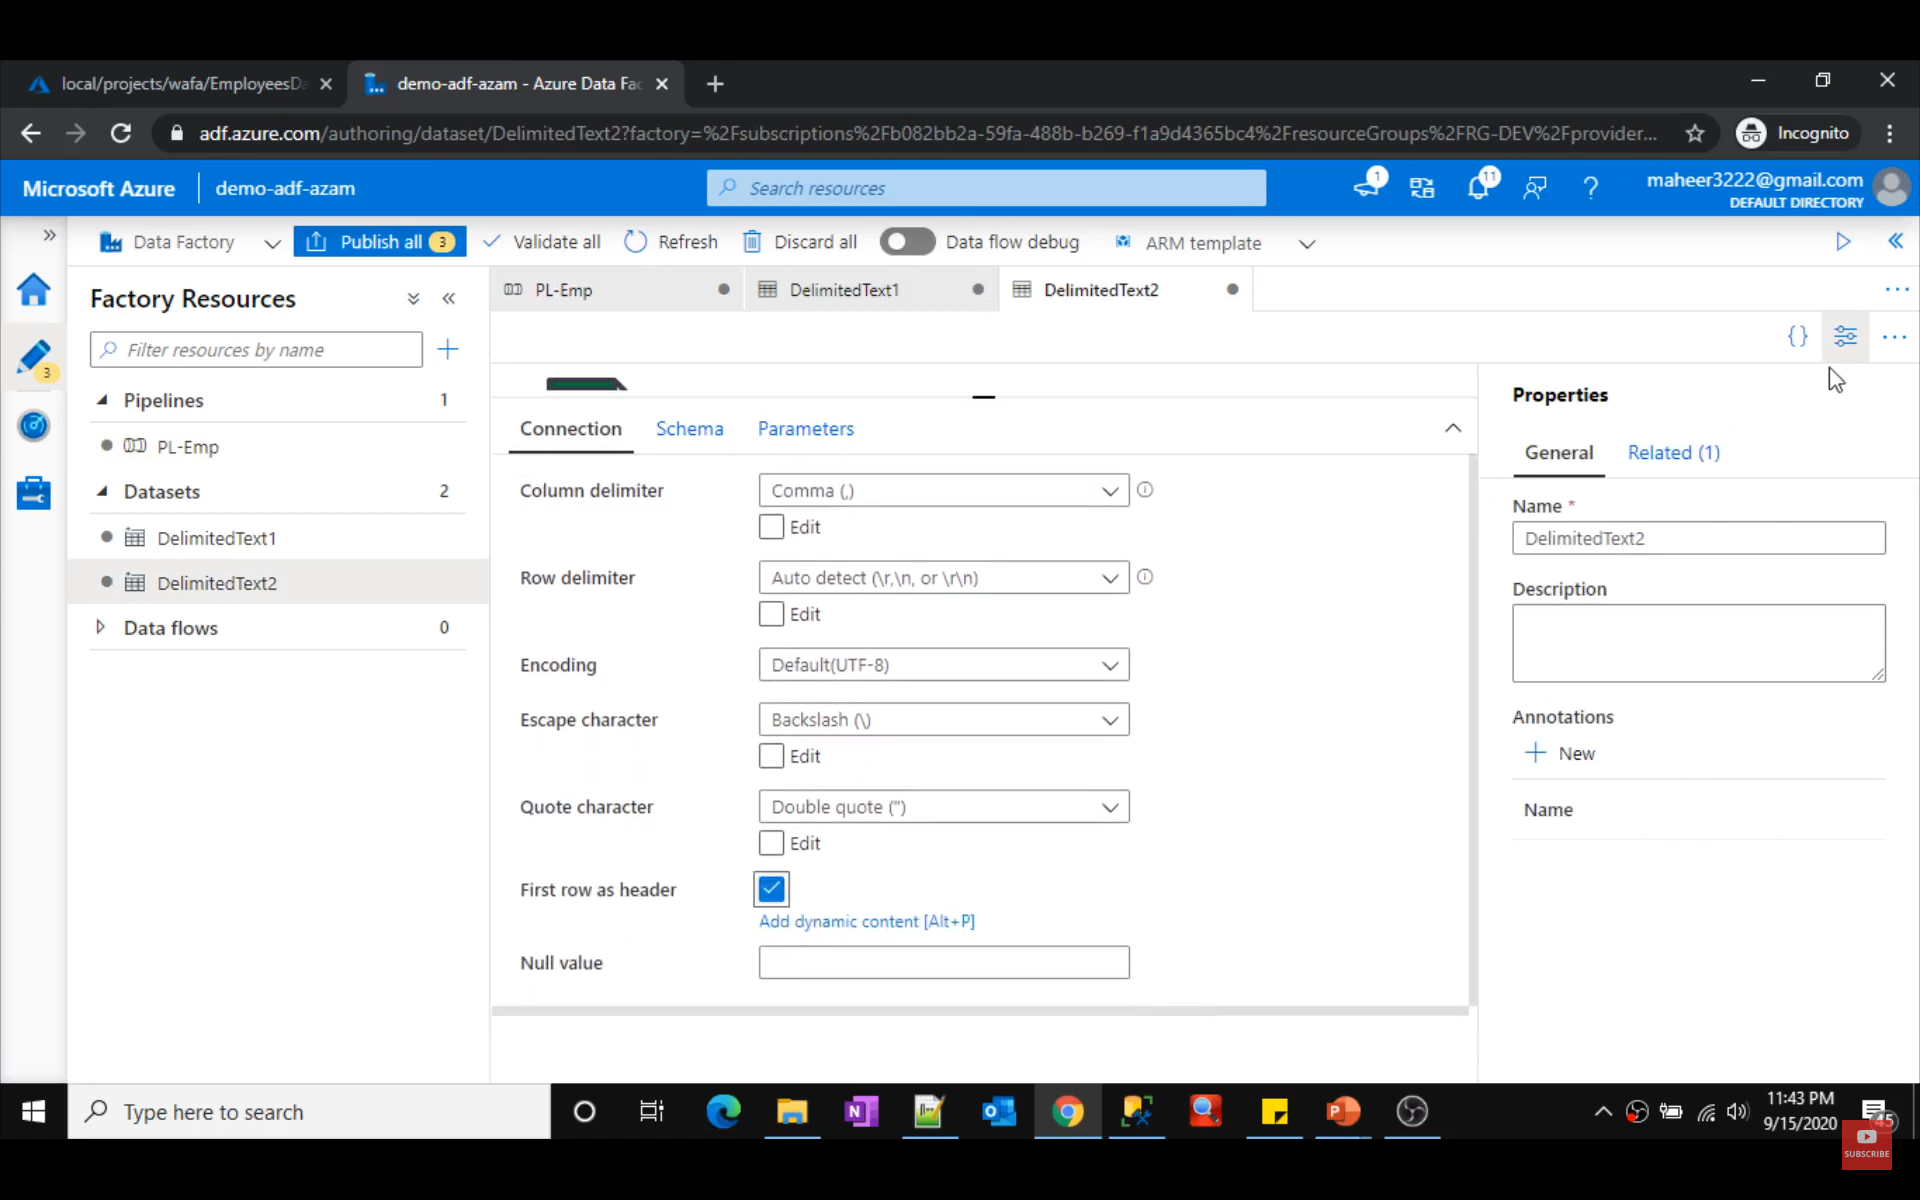 local/projects/wafa/EmployeesDa
demo-adf-azam - Azure Data Fac
adf.azure.com/authoring/dataset/DelimitedText2?factory=%2Fsubscriptions%2Fb082bb2a-59fa-488b-b269-f1a9d4365bc4%2FresourceGroups%2FRG-DEV%2Fprovider...
Incognito
Microsoft Azure
demo-adf-azam
Search resources
1
11
maheer3222@gmail.com
DEFAULT DIRECTORY
Data Factory
Publish all 3
Validate all
Refresh
Discard all
Data flow debug
ARM template
Factory Resources
PL-Emp
DelimitedText1
DelimitedText2
Filter resources by name
3
Pipelines 1
PL-Emp
Datasets 2
DelimitedText1
DelimitedText2
Data flows 0
Connection
Schema
Parameters
Column delimiter
Comma (,)
Edit
Row delimiter
Auto detect (\r,\n, or \r\n)
Edit
Encoding
Default(UTF-8)
Escape character
Backslash (\)
Edit
Quote character
Double quote (")
Edit
First row as header
Add dynamic content [Alt+P]
Null value
{}
Properties
General
Related (1)
Name *
DelimitedText2
Description
Annotations
New
Name
Type here to search
11:43 PM
9/15/2020
45
SUBSCRIBE